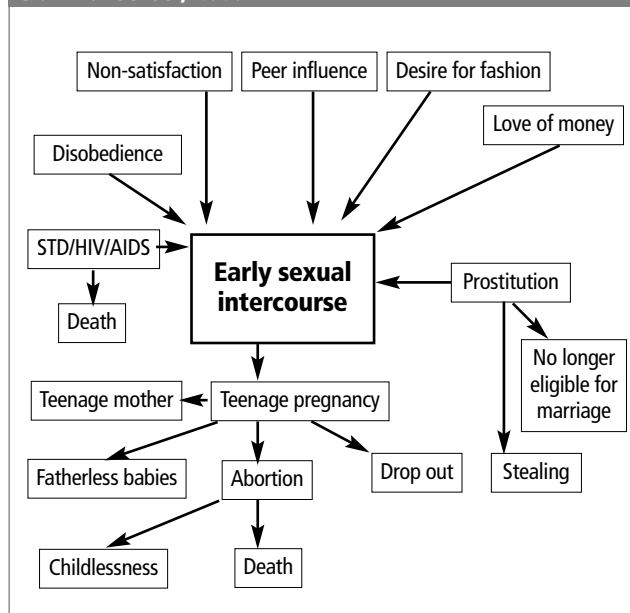 Non-satisfaction
Peer influence
Desire for fashion
Love of money
Disobedience
STD/HIV/AIDS
Early sexual
intercourse
Prostitution
Death
No longer
eligible for
marriage
Teenage mother
Teenage pregnancy
Fatherless babies
Abortion
Drop out
Stealing
Childlessness
Death